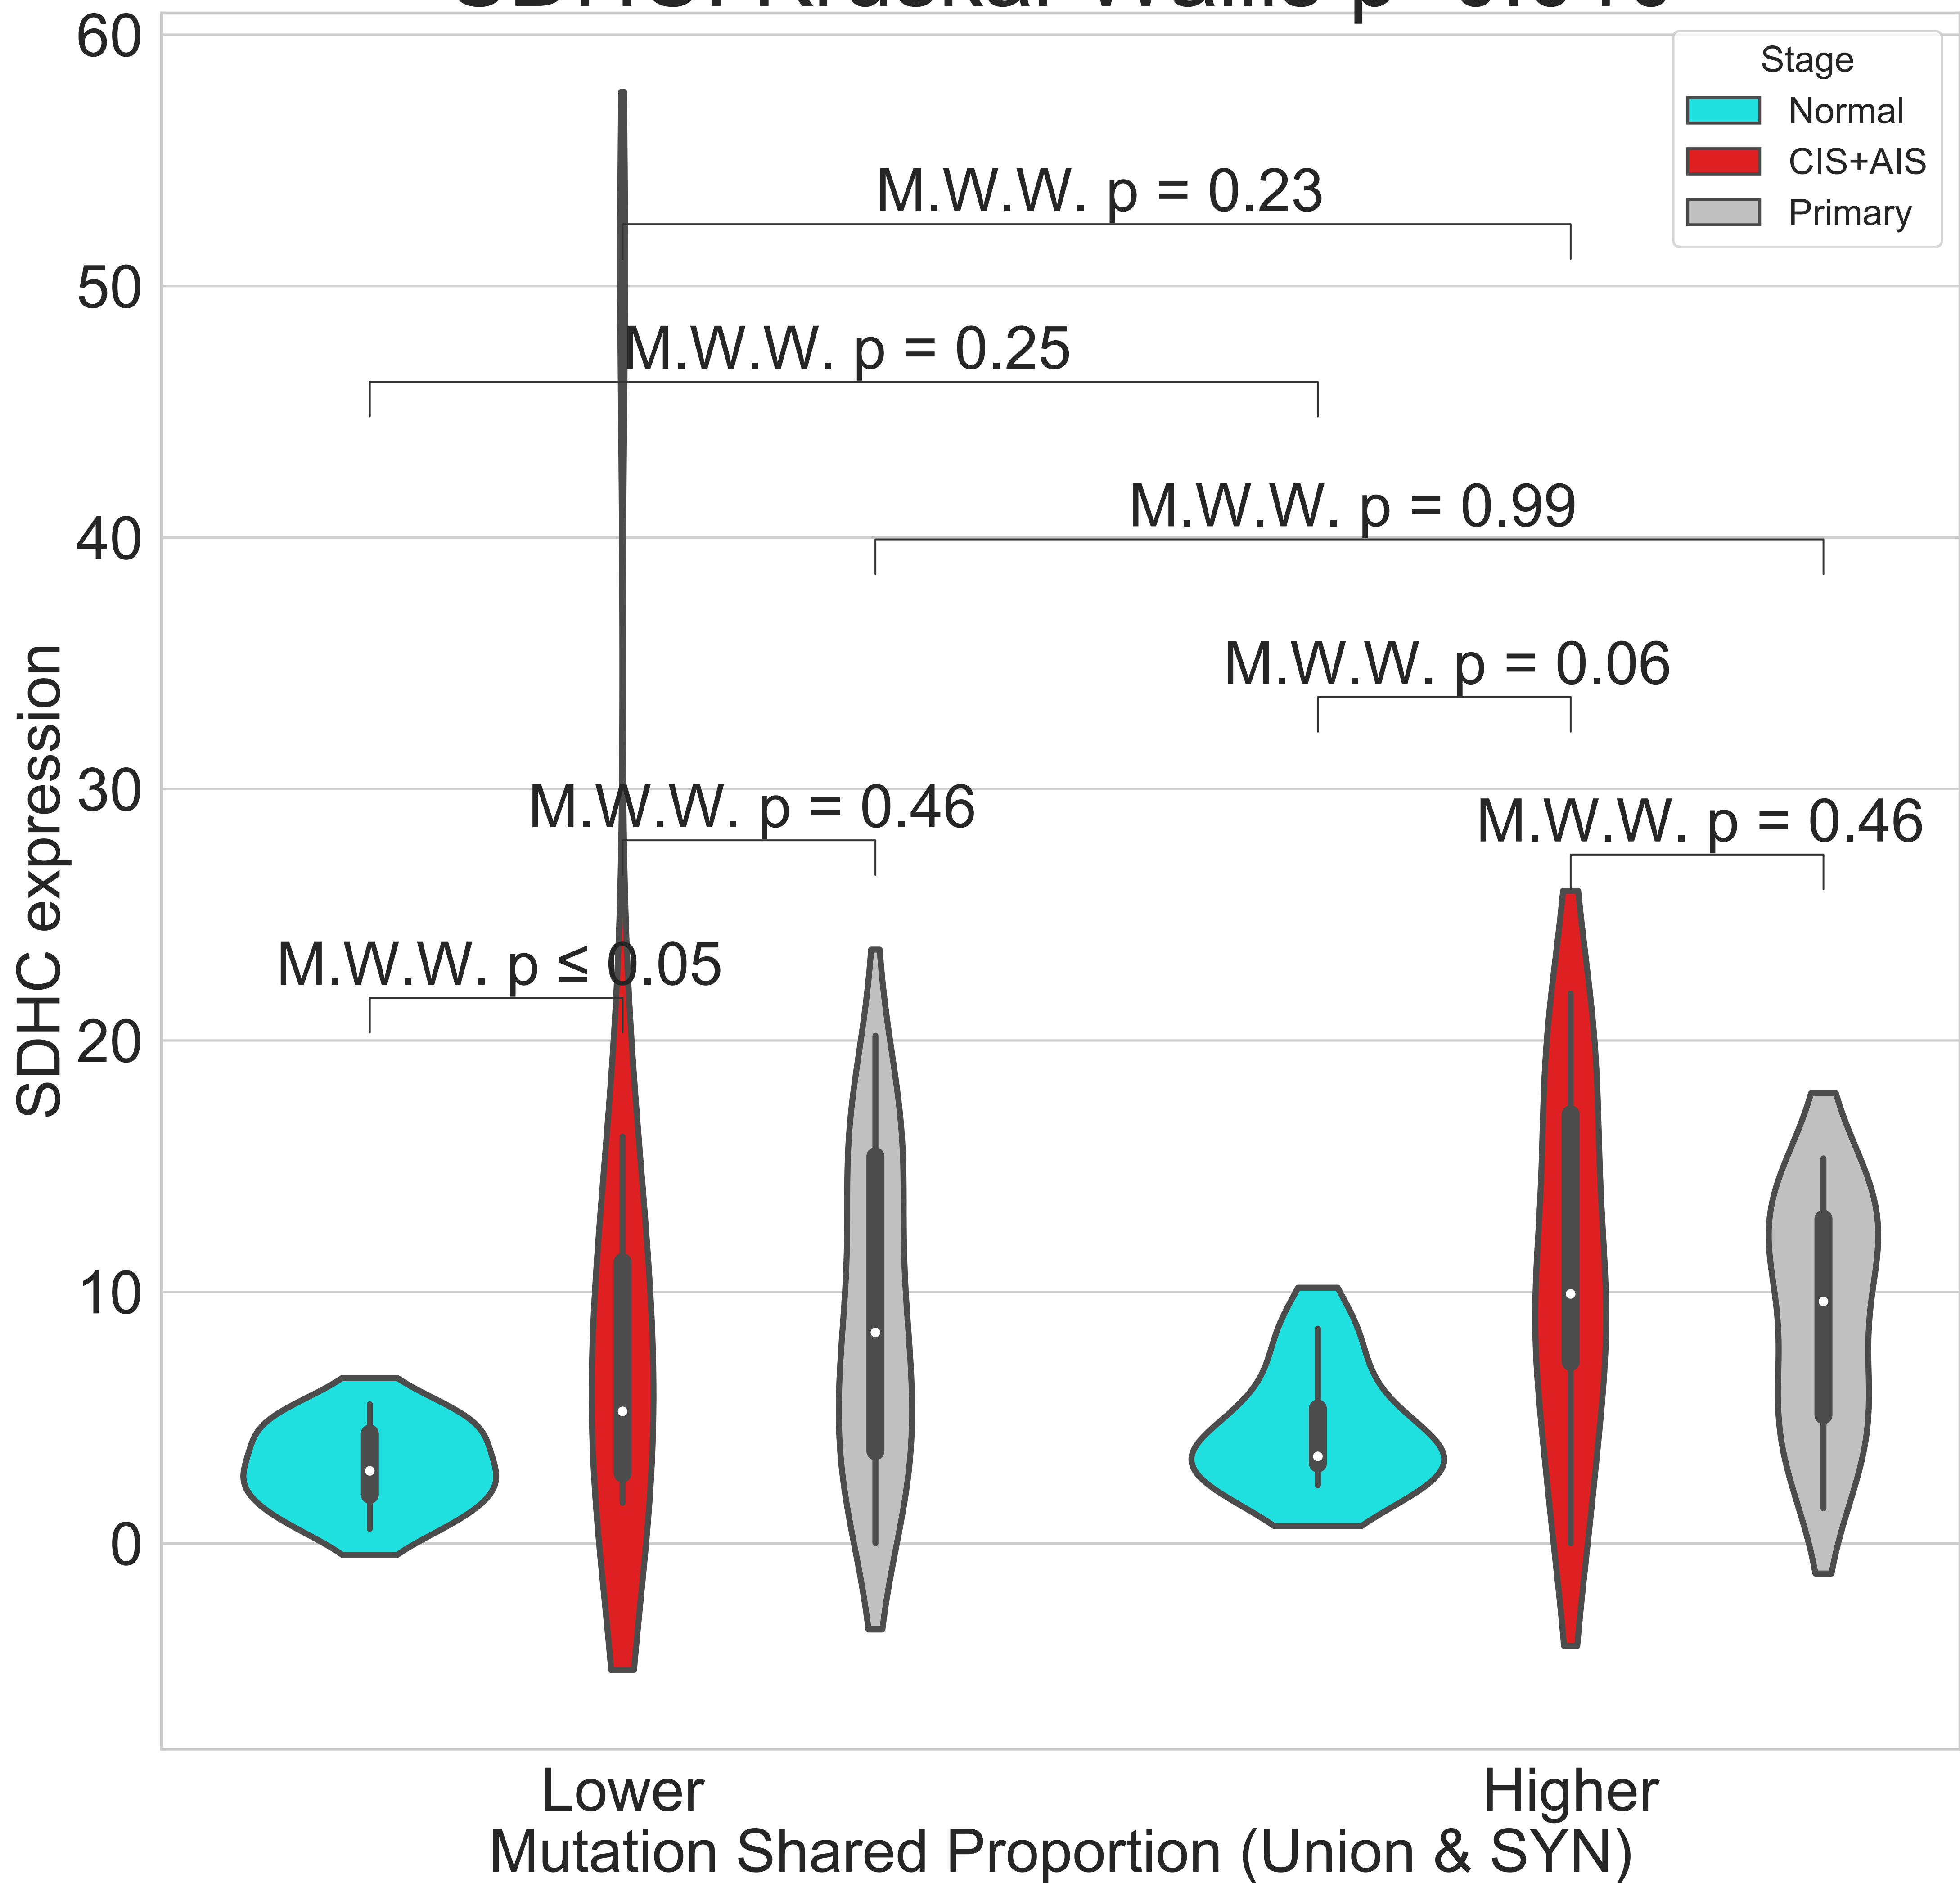 60
50
40
30
20
10
0
SDHC expression
Stage
Normal
CIS+AIS
Primary
M.W.W. p = 0.23
M.W.W. p = 0.25
M.W.W. p = 0.99
M.W.W. p = 0.06
M.W.W. p = 0.46
M.W.W. p = 0.46
M.W.W. p ≤ 0.05
Lower
Higher
Mutation Shared Proportion (Union & SYN)